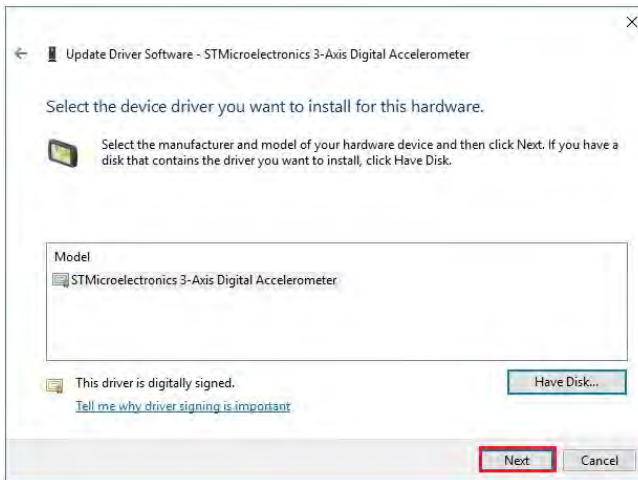 Update Driver Software - STMicroelectronics 3-Axis Digital Accelerometer
Select the device driver you want to install for this hardware.
Select the manufacturer and model of your hardware device and then click Next. If you have a
disk that contains the driver you want to install, click Have Disk.
Model
STMicroelectronics 3-Axis Digital Accelerometer
This driver is digitally signed.
Have Disk...
Tell me why driver signing is important
Next
Cancel